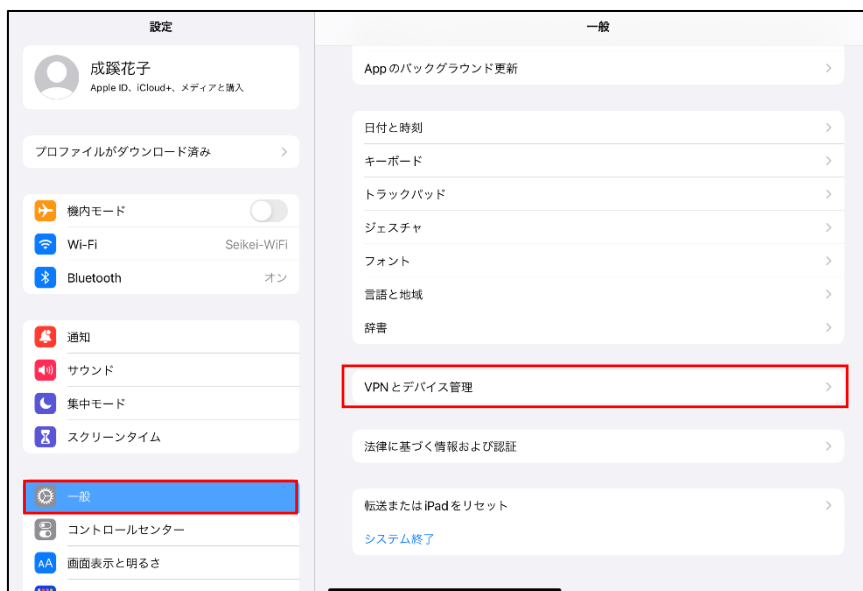 設定
成蹊花子
Apple ID、iCloud+、メディアと購入
プロファイルがダウンロード済み
機内モード
Wi-Fi Seikei-WiFi
Bluetooth オン
通知
サウンド
集中モード
スクリーンタイム
一般
コントロールセンター
AA 画面表示と明るさ
一般
Appのバックグラウンド更新
日付と時刻
キーボード
トラックパッド
ジェスチャ
フォント
言語と地域
辞書
VPNとデバイス管理
法律に基づく情報および認証
転送またはiPadをリセット
システム終了